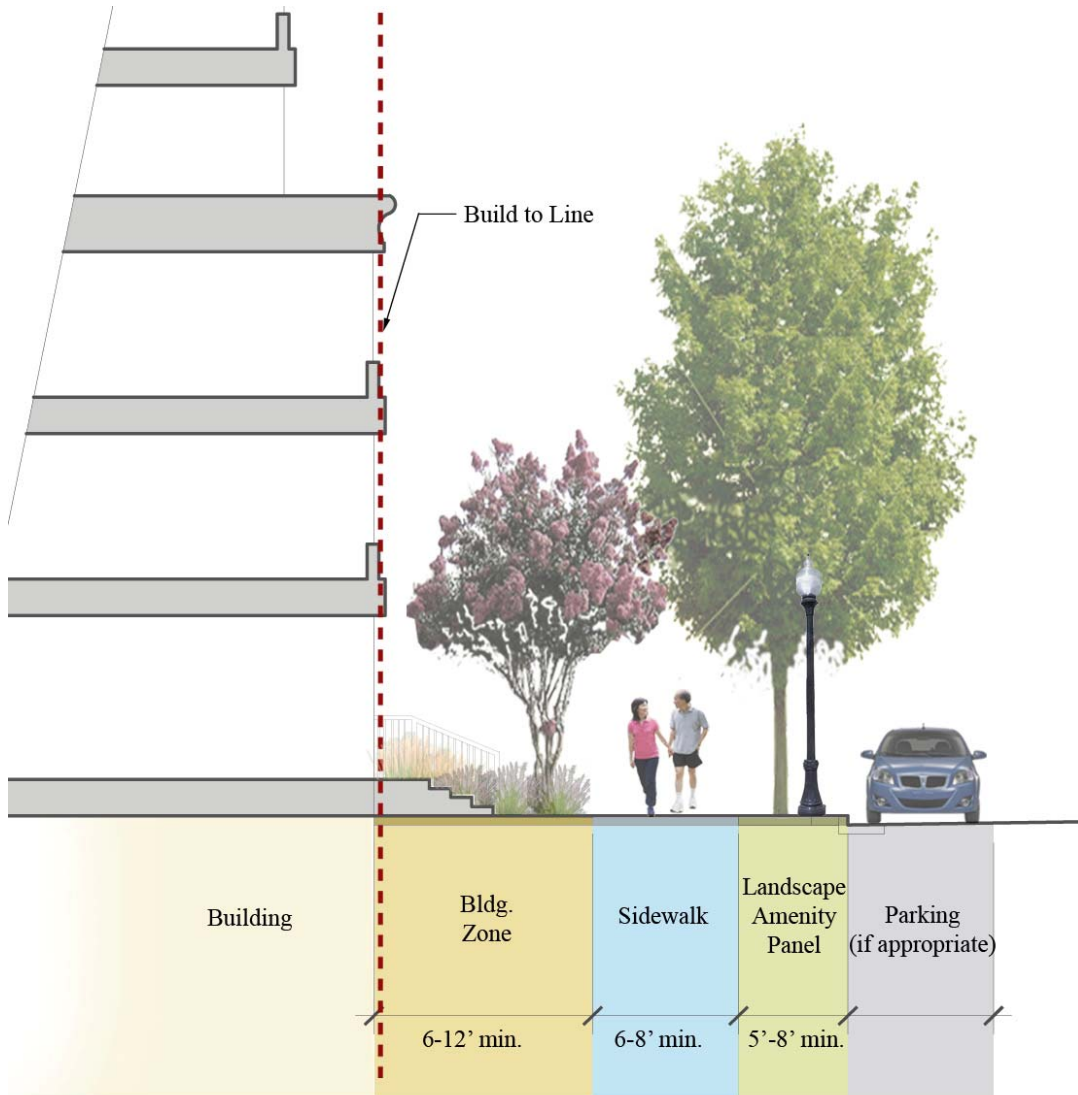 Build to Line
Building
Bldg.
Zone
Sidewalk
Landscape
Amenity
Panel
Parking
(if appropriate)
6-12’ min.
6-8’ min.
5’-8’ min.